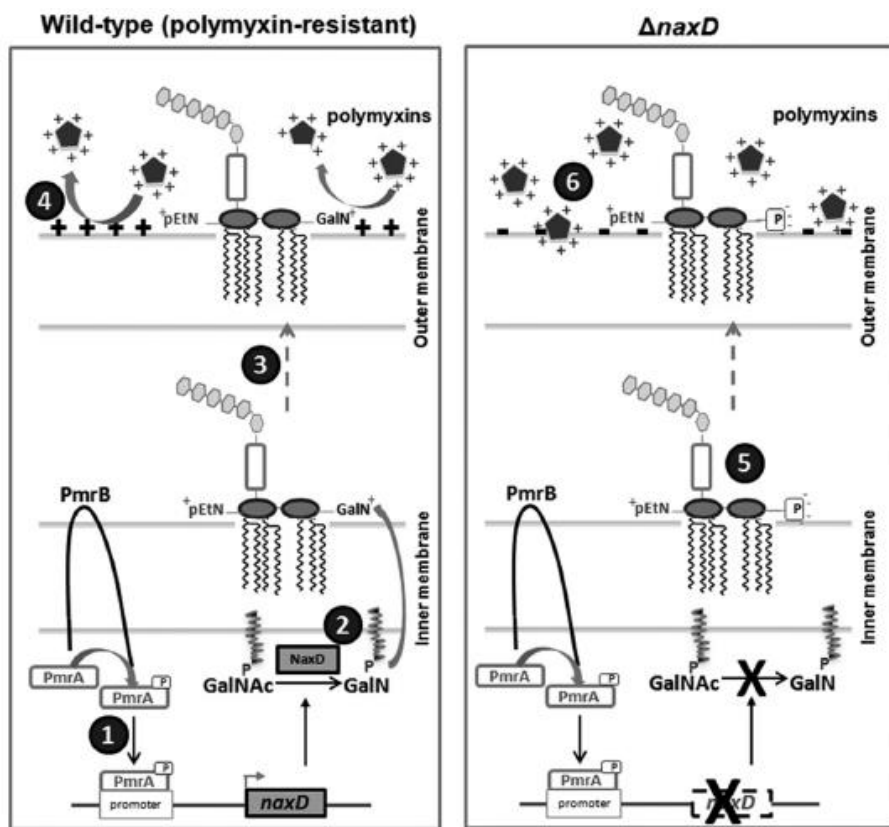 Wild-type (polymyxin-resistant)
polymyxins
4
+pEtN
GalN+
Outer membrane
3
PmrB
+pEtN
GalN+
Inner membrane
2
P
NaxD
P
GalNAc
GalN
PmrA
P
PmrA
1
P
PmrA
promoter
naxD
ΔnaxD
polymyxins
6
+pEtN
P
Outer membrane
5
PmrB
+pEtN
P
Inner membrane
P
P
GalNAc
X
GalN
PmrA
P
PmrA
P
PmrA
promoter
naxD